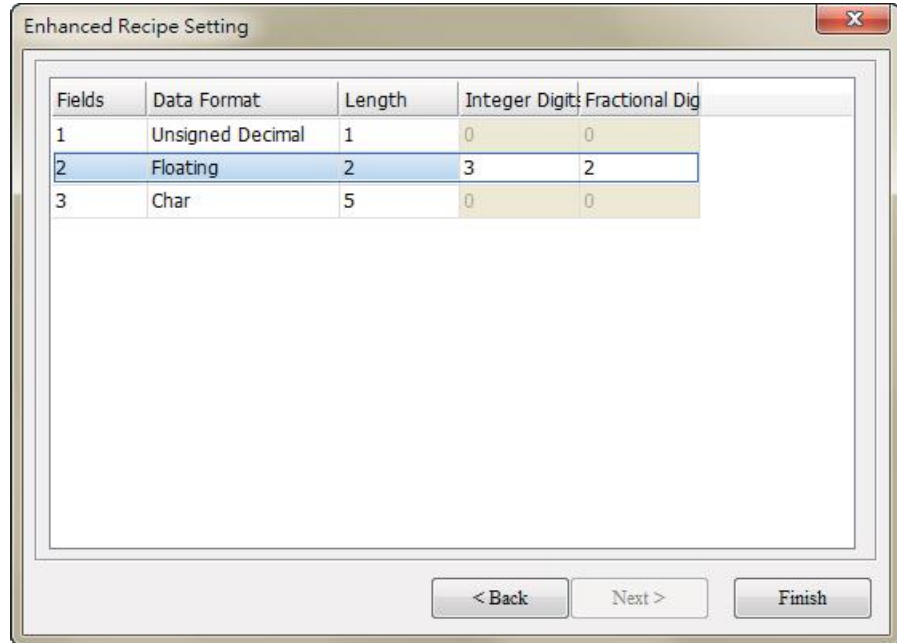 Enhanced Recipe Setting
Fields Data Format Length Integer Digits Fractional Dig
1 Unsigned Decimal 1 0 0
2 Floating 2 3 2
3 Char 5 0 0
< Back Next > Finish